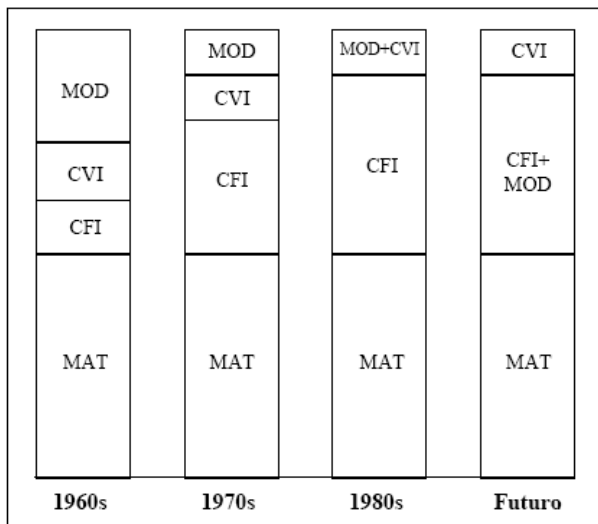 MOD
CVI
CFI
MAT
MOD
CVI
CFI
MAT
MOD+CVI
CFI
MAT
CVI
CFI+
MOD
MAT
1960s
1970s
1980s
Futuro